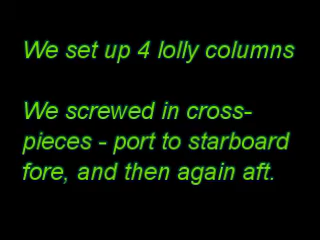 We set up 4 lolly columns
We screwed in cross-
pieces - port to starboard
fore, and then again aft.